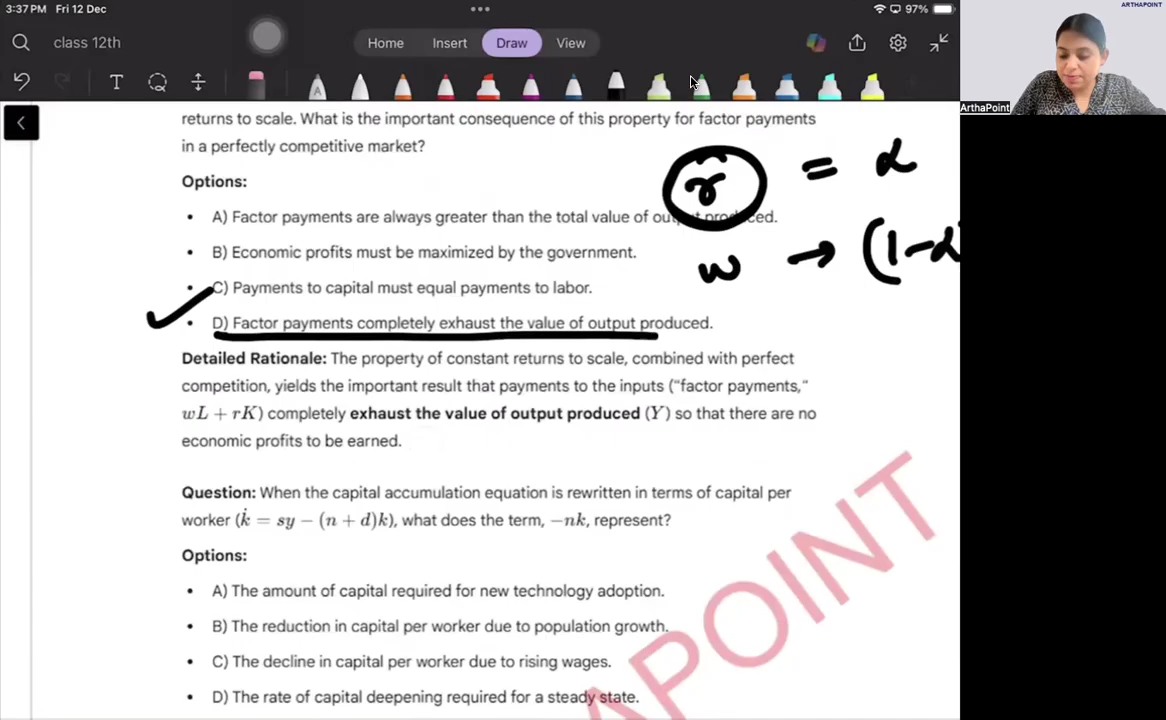 3:37 PM Fri 12 Dec
97%
ARTHAPOINT
class 12th
Home Insert Draw View
A
ArthaPoint
returns to scale. What is the important consequence of this property for factor payments
in a perfectly competitive market?
Options:
• A) Factor payments are always greater than the total value of output produced.
• B) Economic profits must be maximized by the government.
• C) Payments to capital must equal payments to labor.
• D) Factor payments completely exhaust the value of output produced.
r = α
w → (1-α
Detailed Rationale: The property of constant returns to scale, combined with perfect
competition, yields the important result that payments to the inputs ("factor payments,"
wL + rK) completely exhaust the value of output produced (Y) so that there are no
economic profits to be earned.
Question: When the capital accumulation equation is rewritten in terms of capital per
worker (k̇ = sy − (n + d)k), what does the term, −nk, represent?
Options:
• A) The amount of capital required for new technology adoption.
• B) The reduction in capital per worker due to population growth.
• C) The decline in capital per worker due to rising wages.
• D) The rate of capital deepening required for a steady state.
APOINT